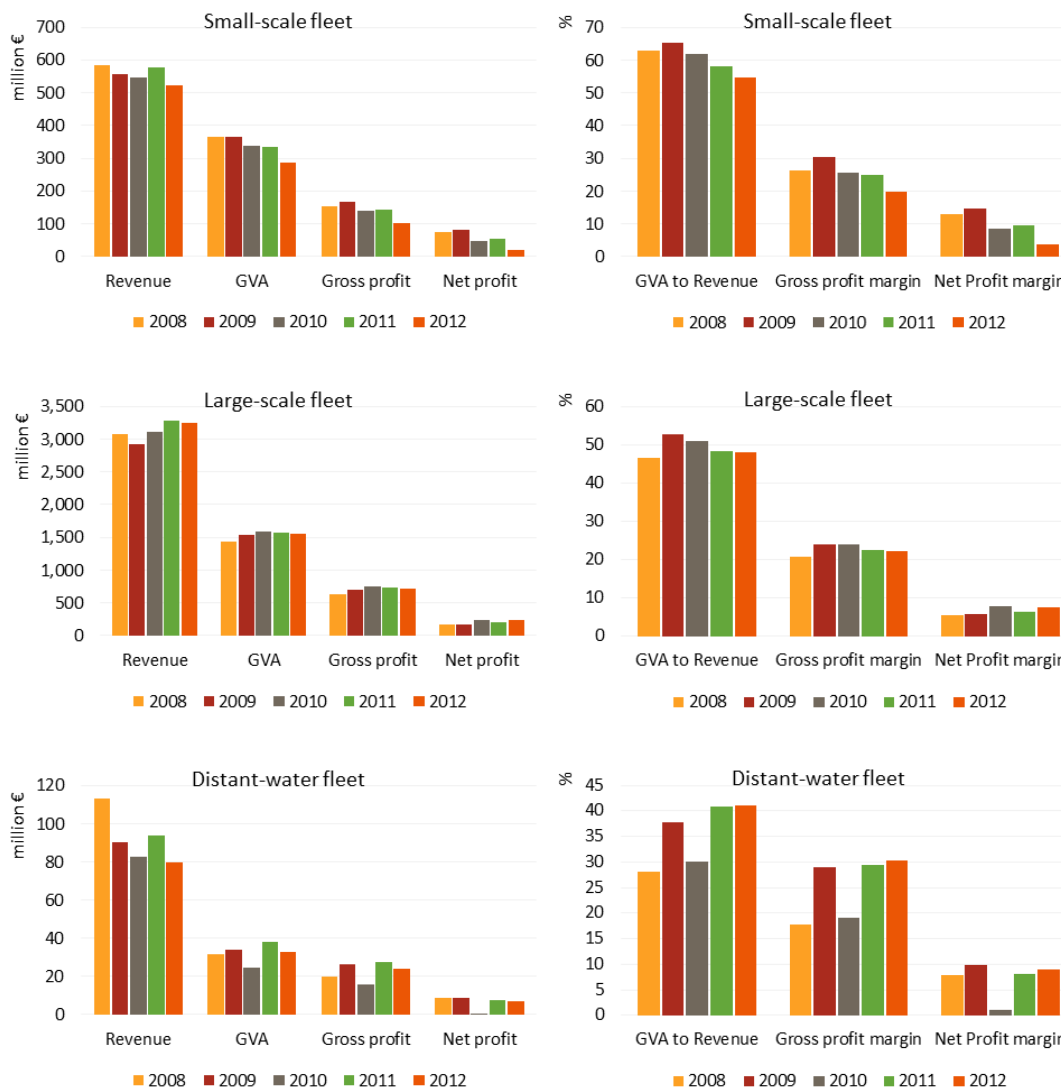 Small-scale fleet
million €
700
600
500
400
300
200
100
0
Revenue GVA Gross profit Net profit
2008 2009 2010 2011 2012
Small-scale fleet
%
70
60
50
40
30
20
10
0
GVA to Revenue Gross profit margin Net Profit margin
2008 2009 2010 2011 2012
Large-scale fleet
million €
3,500
3,000
2,500
2,000
1,500
1,000
500
0
Revenue GVA Gross profit Net profit
2008 2009 2010 2011 2012
Large-scale fleet
%
60
50
40
30
20
10
0
GVA to Revenue Gross profit margin Net Profit margin
2008 2009 2010 2011 2012
Distant-water fleet
million €
120
100
80
60
40
20
0
Revenue GVA Gross profit Net profit
2008 2009 2010 2011 2012
Distant-water fleet
%
45
40
35
30
25
20
15
10
5
0
GVA to Revenue Gross profit margin Net Profit margin
2008 2009 2010 2011 2012